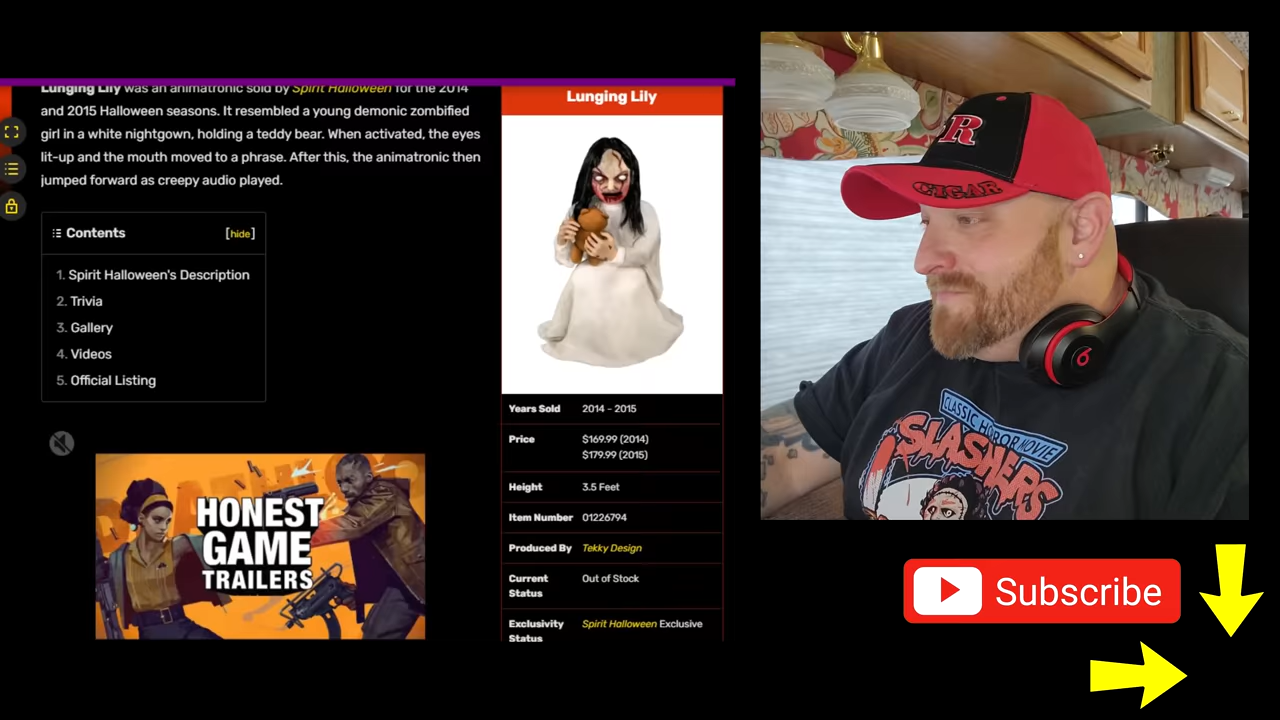 Lunging Lily was an animatronic sold by Spirit Halloween for the 2014
and 2015 Halloween seasons. It resembled a young demonic zombified
girl in a white nightgown, holding a teddy bear. When activated, the eyes
lit-up and the mouth moved to a phrase. After this, the animatronic then
jumped forward as creepy audio played.
Contents [hide]
1. Spirit Halloween's Description
2. Trivia
3. Gallery
4. Videos
5. Official Listing
HONEST
GAME
TRAILERS
Lunging Lily
Years Sold 2014 - 2015
Price $169.99 (2014)
$179.99 (2015)
Height 3.5 Feet
Item Number 01226794
Produced By Tekky Design
Current Out of Stock
Status
Exclusivity Spirit Halloween Exclusive
Status
R
CIGAR
CLASSIC HORROR MOVIE
SLASHERS
Subscribe